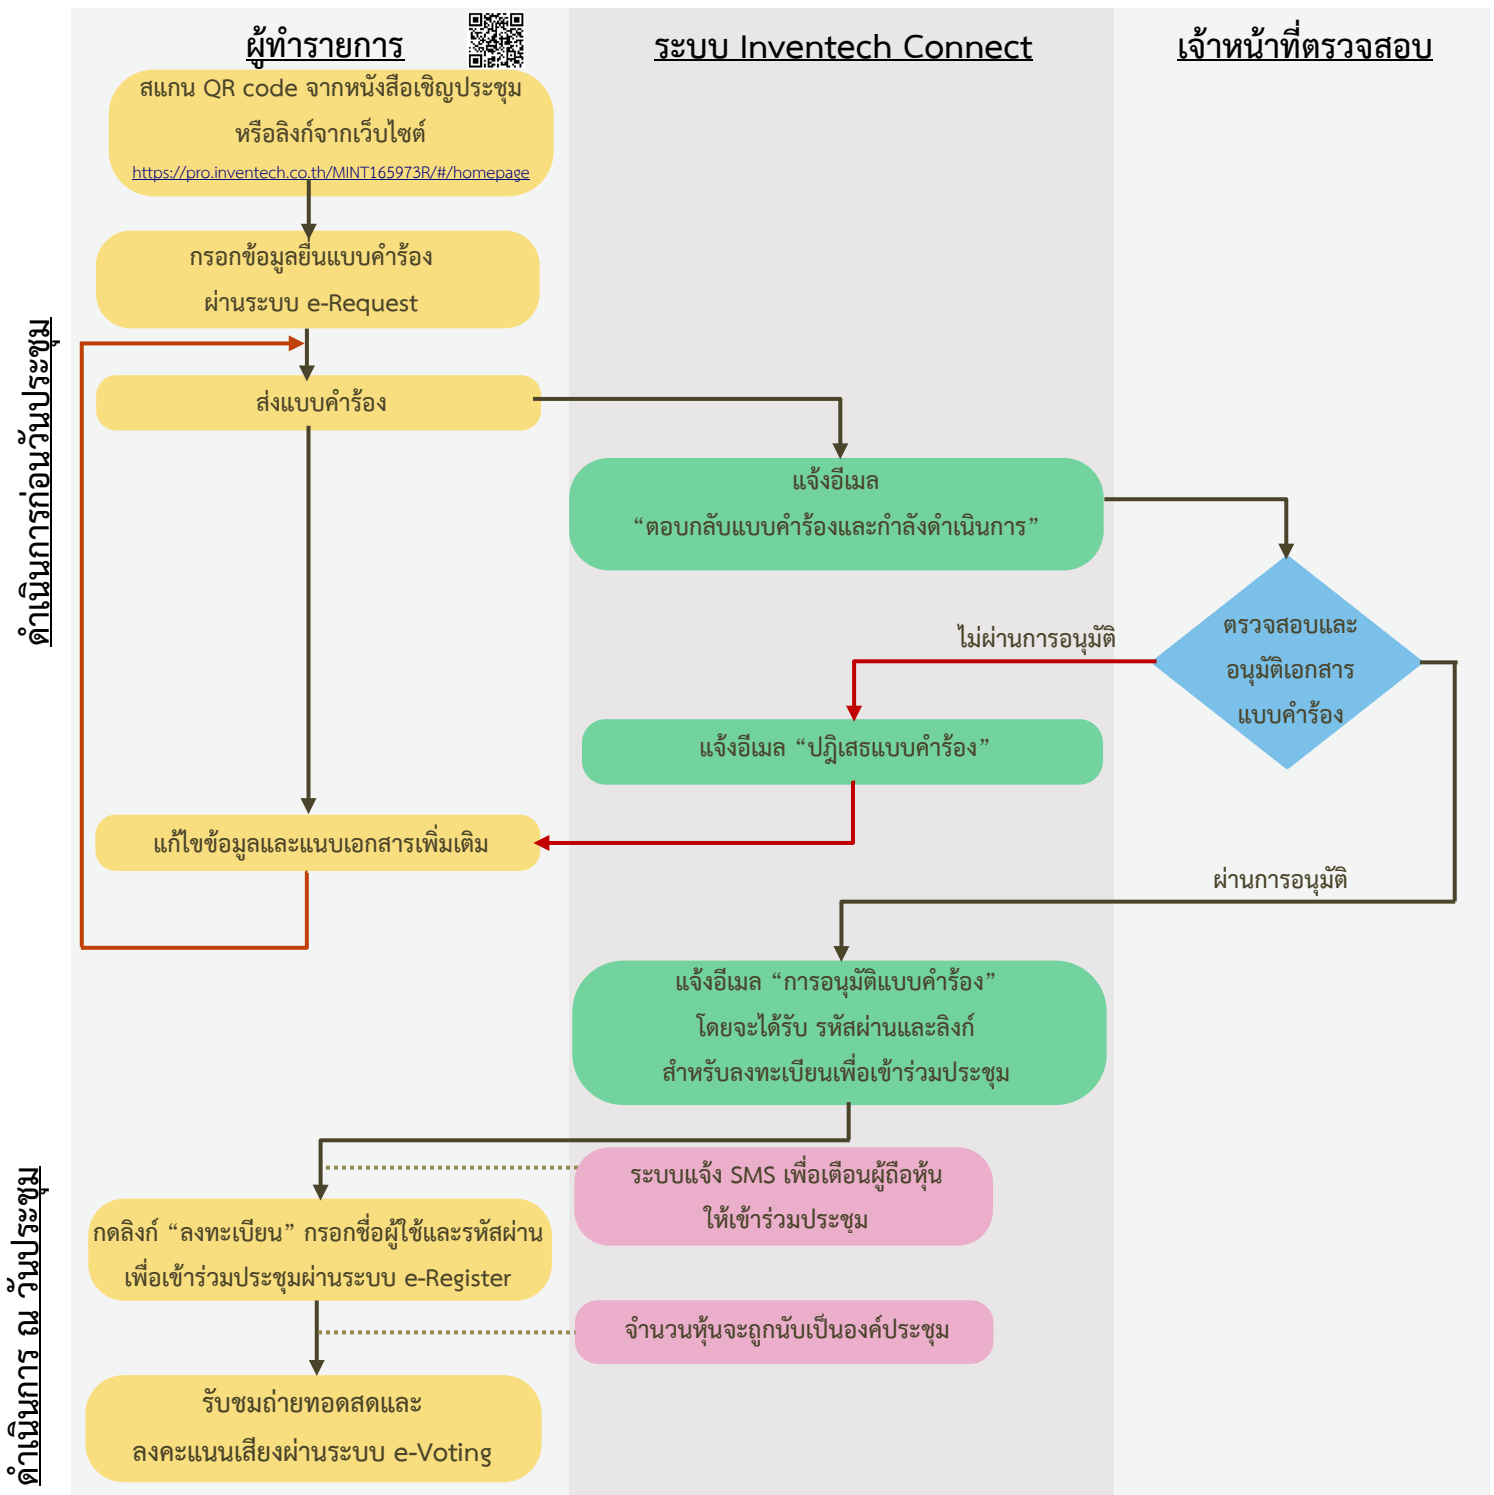 ผู้ทำรายการ
ระบบ Inventech Connect
เจ้าหน้าที่ตรวจสอบ
ดำเนินการก่อนวันประชุม
สแกน QR code จากหนังสือเชิญประชุม
หรือลิงก์จากเว็บไซต์
https://pro.inventech.co.th/MINT165973R/#/homepage
กรอกข้อมูลยื่นแบบคำร้อง
ผ่านระบบ e-Request
ส่งแบบคำร้อง
แจ้งอีเมล
“ตอบกลับแบบคำร้องและกำลังดำเนินการ”
ตรวจสอบและ
อนุมัติเอกสาร
แบบคำร้อง
ไม่ผ่านการอนุมัติ
แจ้งอีเมล “ปฎิเสธแบบคำร้อง”
แก้ไขข้อมูลและแนบเอกสารเพิ่มเติม
ผ่านการอนุมัติ
แจ้งอีเมล “การอนุมัติแบบคำร้อง”
โดยจะได้รับ รหัสผ่านและลิงก์
สำหรับลงทะเบียนเพื่อเข้าร่วมประชุม
ดำเนินการ ณ วันประชุม
ระบบแจ้ง SMS เพื่อเตือนผู้ถือหุ้น
ให้เข้าร่วมประชุม
กดลิงก์ “ลงทะเบียน” กรอกชื่อผู้ใช้และรหัสผ่าน
เพื่อเข้าร่วมประชุมผ่านระบบ e-Register
จำนวนหุ้นจะถูกนับเป็นองค์ประชุม
รับชมถ่ายทอดสดและ
ลงคะแนนเสียงผ่านระบบ e-Voting